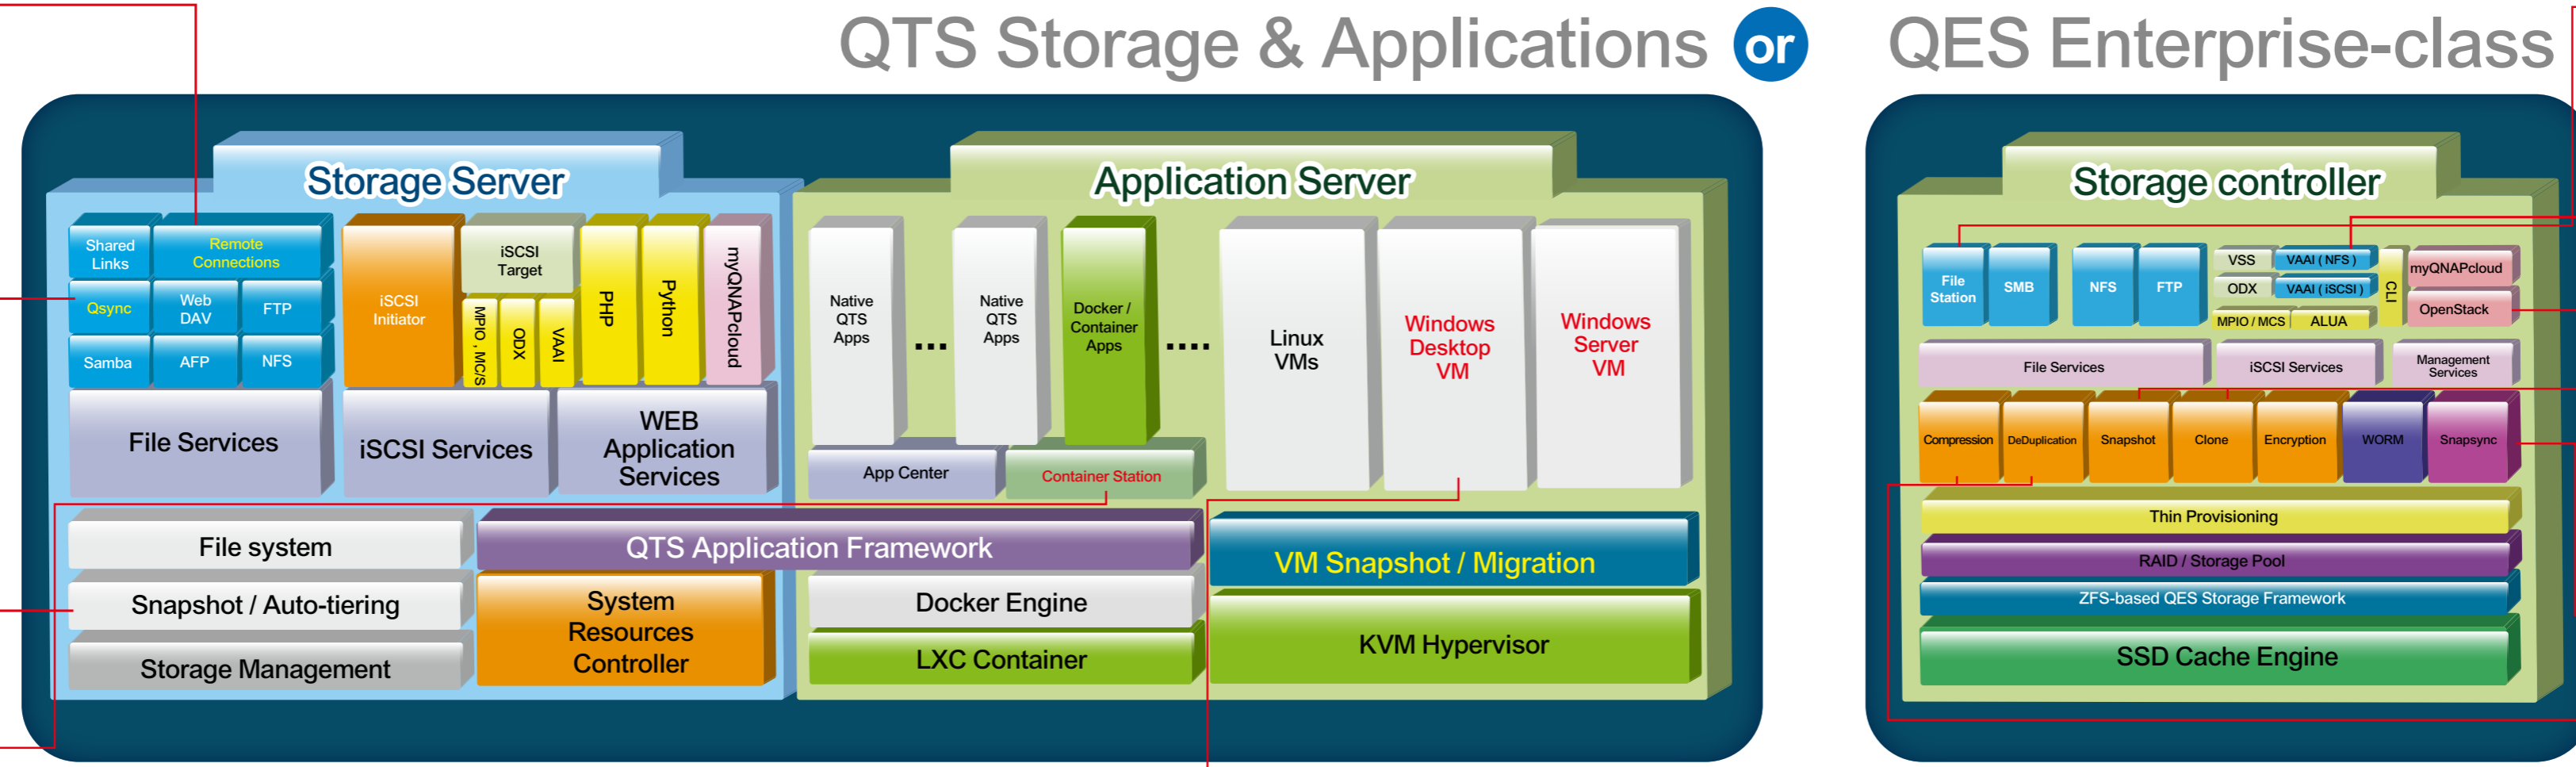 QTS Storage & Applications or QES Enterprise-class
Storage Server
Shared
Links
Remote
Connections
Qsync
Web
DAV
FTP
Samba
AFP
NFS
iSCSI
Initiator
iSCSI
Target
MPIO , MC/S
ODX
VAAI
PHP
Python
myQNAPcloud
File Services
iSCSI Services
WEB
Application
Services
File system
Snapshot / Auto-tiering
Storage Management
QTS Application Framework
System
Resources
Controller
Application Server
Native
QTS
Apps
...
Native
QTS
Apps
Docker /
Container
Apps
....
Linux
VMs
Windows
Desktop
VM
Windows
Server
VM
App Center
Container Station
Docker Engine
LXC Container
VM Snapshot / Migration
KVM Hypervisor
Storage controller
File
Station
SMB
NFS
FTP
VSS
VAAI ( NFS )
ODX
VAAI ( iSCSI )
MPIO / MCS
ALUA
CLI
myQNAPcloud
OpenStack
File Services
iSCSI Services
Management
Services
Compression
DeDuplication
Snapshot
Clone
Encryption
WORM
Snapsync
Thin Provisioning
RAID / Storage Pool
ZFS-based QES Storage Framework
SSD Cache Engine